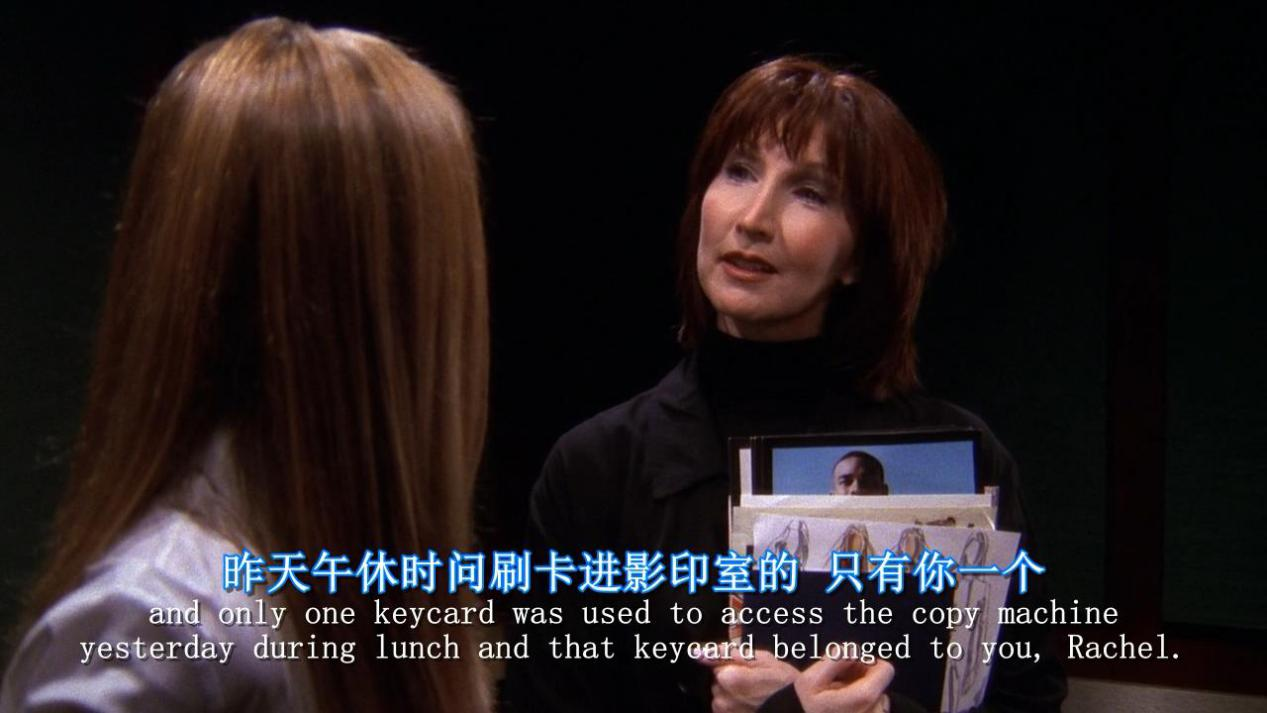 昨天午休时间刷卡进影印室的 只有你一个
and only one keycard was used to access the copy machine
yesterday during lunch and that keycard belonged to you, Rachel.